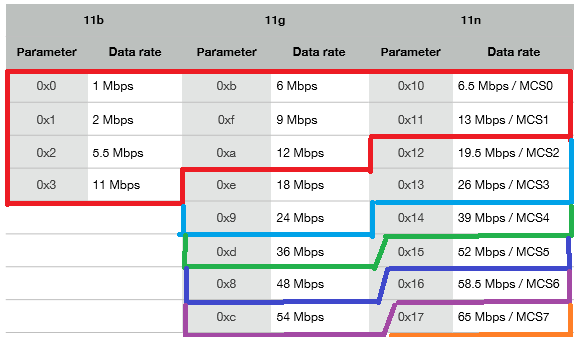 11b 11g 11n
Parameter Data rate Parameter Data rate Parameter Data rate
0x0 1 Mbps 0xb 6 Mbps 0x10 6.5 Mbps / MCS0
0x1 2 Mbps 0xf 9 Mbps 0x11 13 Mbps / MCS1
0x2 5.5 Mbps 0xa 12 Mbps 0x12 19.5 Mbps / MCS2
0x3 11 Mbps 0xe 18 Mbps 0x13 26 Mbps / MCS3
0x9 24 Mbps 0x14 39 Mbps / MCS4
0xd 36 Mbps 0x15 52 Mbps / MCS5
0x8 48 Mbps 0x16 58.5 Mbps / MCS6
0xc 54 Mbps 0x17 65 Mbps / MCS7